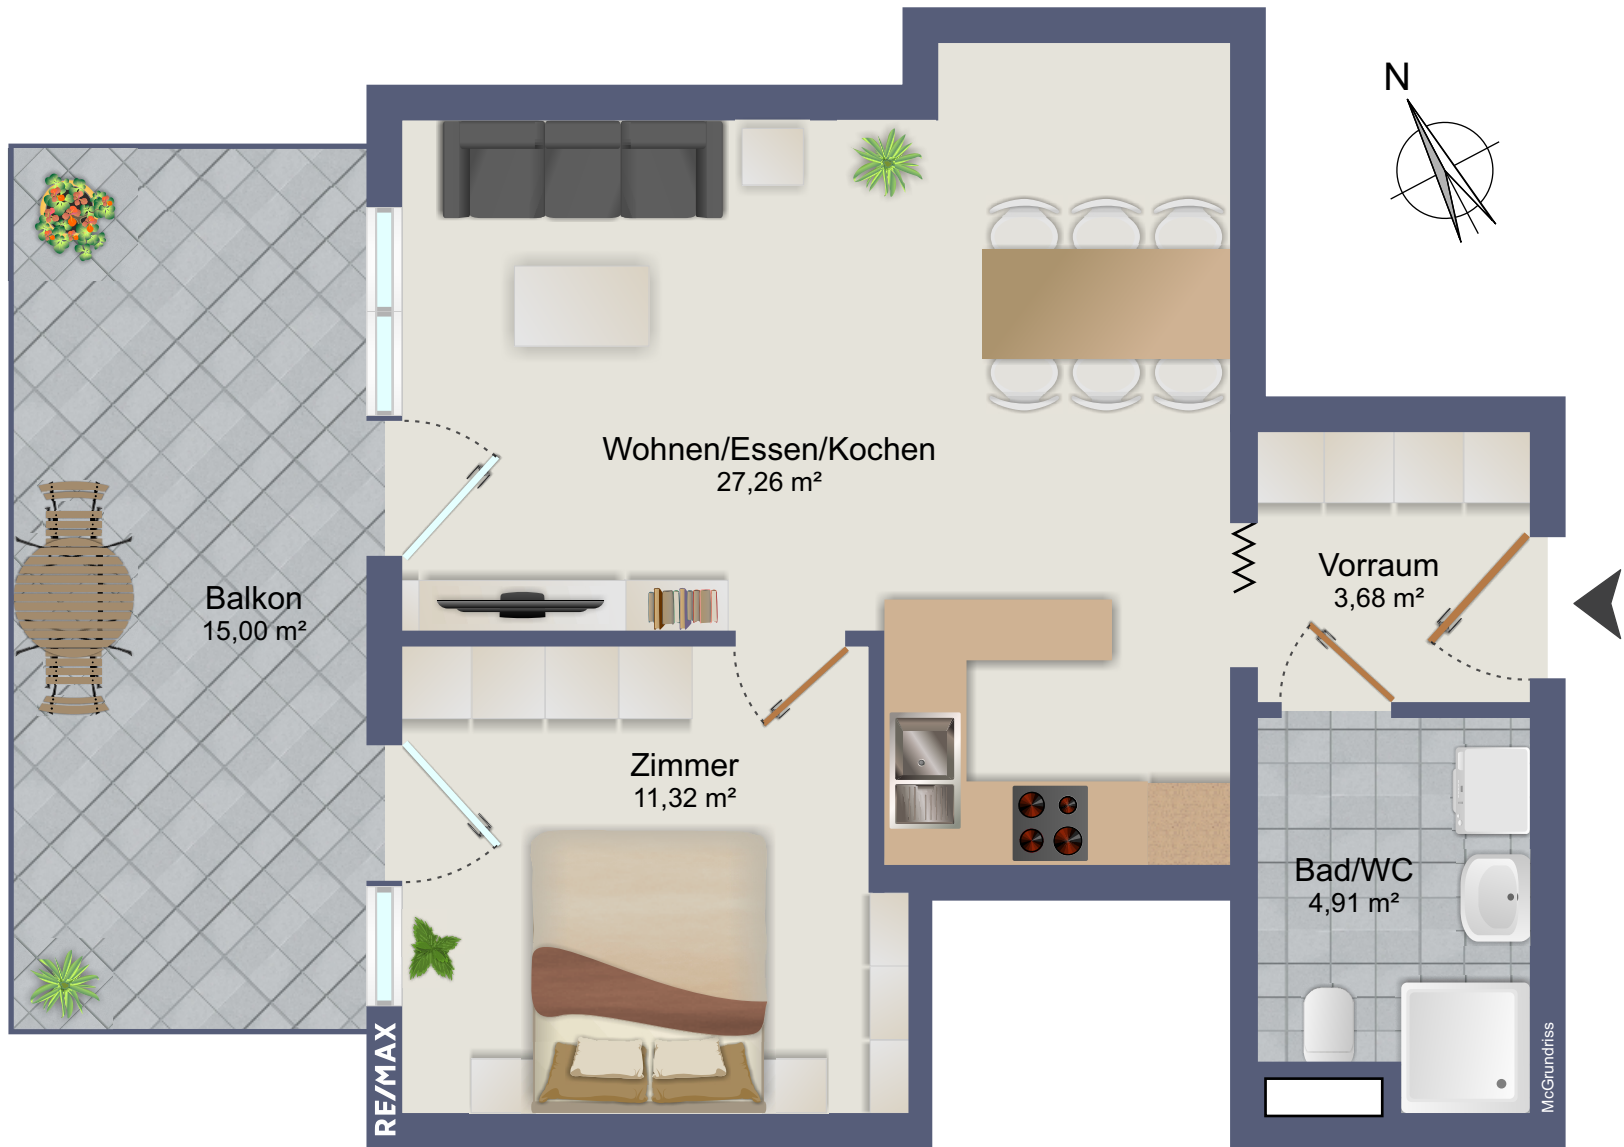 N
Wohnen/Essen/Kochen
27,26 m²
Vorraum
3,68 m²
Balkon
15,00 m²
Zimmer
11,32 m²
Bad/WC
4,91 m²
RE/MAX
McGrundriss